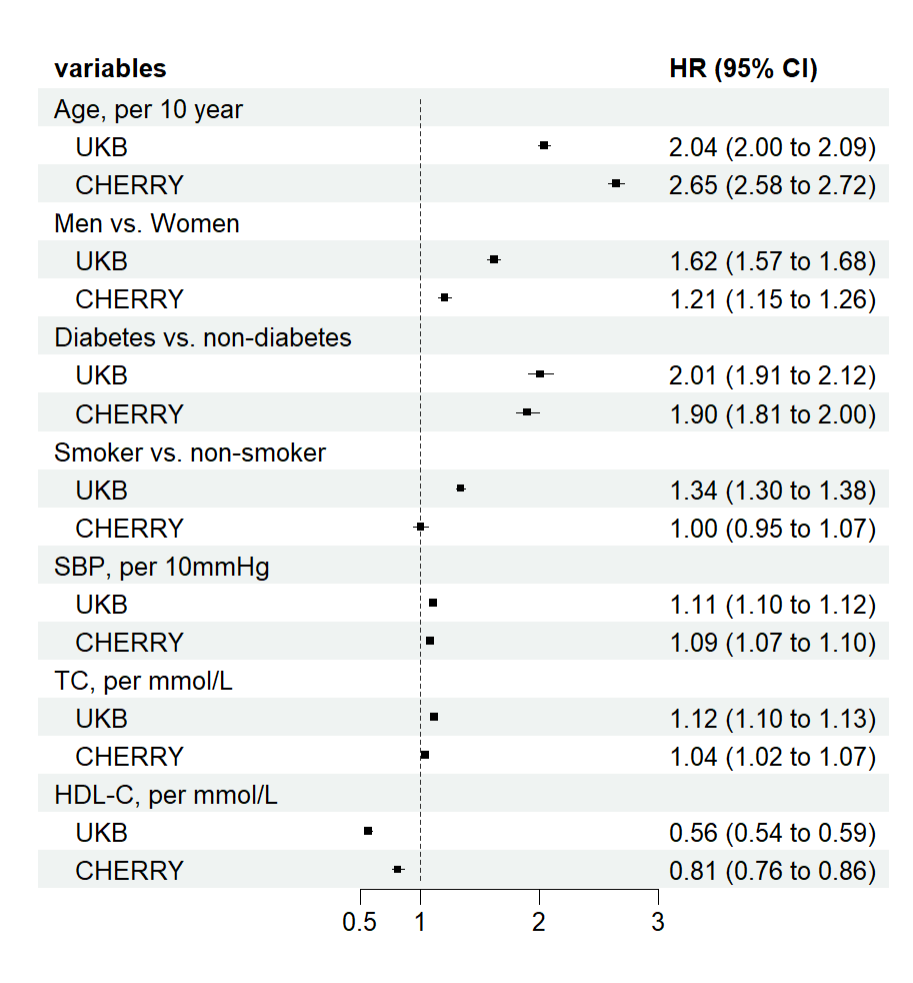 variables HR (95% CI)
Age, per 10 year
UKB 2.04 (2.00 to 2.09)
CHERRY 2.65 (2.58 to 2.72)
Men vs. Women
UKB 1.62 (1.57 to 1.68)
CHERRY 1.21 (1.15 to 1.26)
Diabetes vs. non-diabetes
UKB 2.01 (1.91 to 2.12)
CHERRY 1.90 (1.81 to 2.00)
Smoker vs. non-smoker
UKB 1.34 (1.30 to 1.38)
CHERRY 1.00 (0.95 to 1.07)
SBP, per 10mmHg
UKB 1.11 (1.10 to 1.12)
CHERRY 1.09 (1.07 to 1.10)
TC, per mmol/L
UKB 1.12 (1.10 to 1.13)
CHERRY 1.04 (1.02 to 1.07)
HDL-C, per mmol/L
UKB 0.56 (0.54 to 0.59)
CHERRY 0.81 (0.76 to 0.86)
0.5 1 2 3